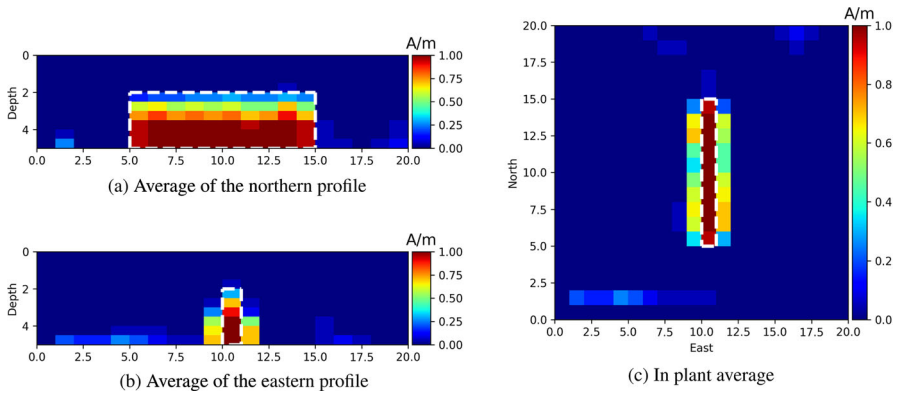 A/m
0
2
4
Depth
1.00
0.75
0.50
0.25
0.00
0.0 2.5 5.0 7.5 10.0 12.5 15.0 17.5 20.0
(a) Average of the northern profile
A/m
0
2
4
Depth
1.00
0.75
0.50
0.25
0.00
0.0 2.5 5.0 7.5 10.0 12.5 15.0 17.5 20.0
(b) Average of the eastern profile
A/m
20.0
17.5
15.0
12.5
10.0
7.5
5.0
2.5
0.0
North
1.0
0.8
0.6
0.4
0.2
0.0
0.0 2.5 5.0 7.5 10.0 12.5 15.0 17.5 20.0
East
(c) In plant average